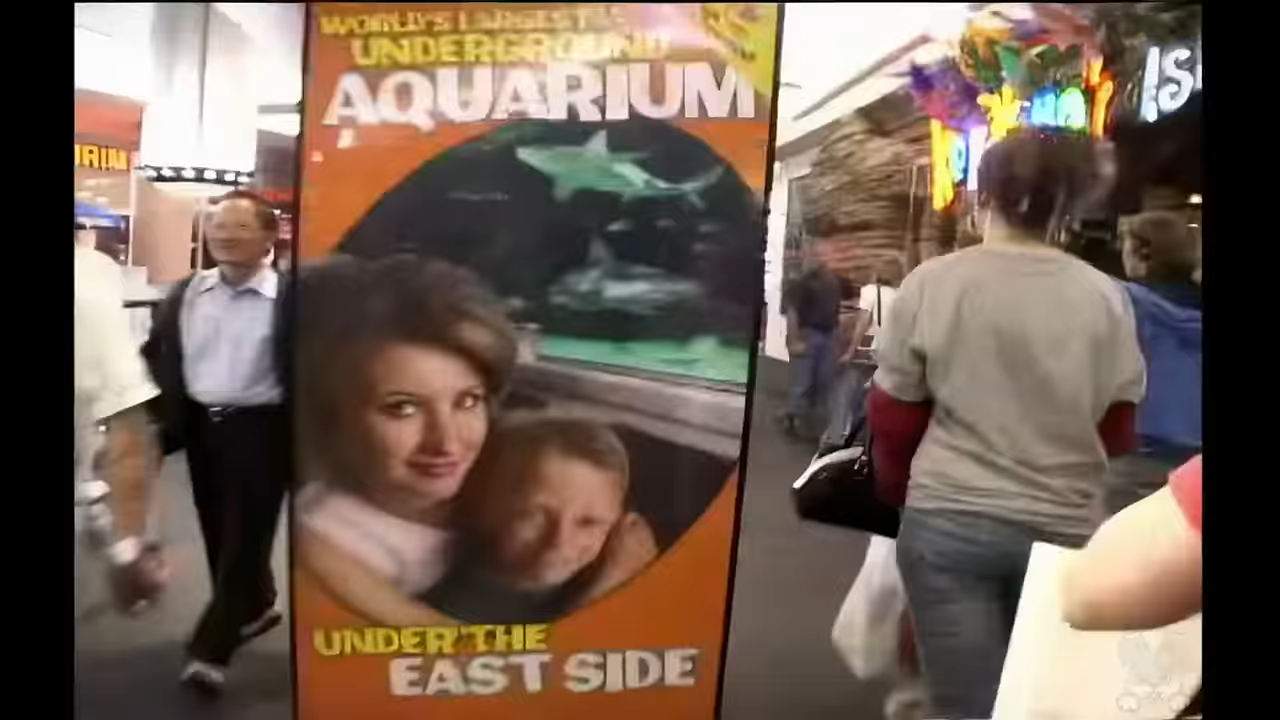 WORLD'S LARGEST
UNDERGROUND
AQUARIUM
UNDER THE
EAST SIDE